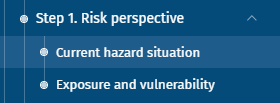 Step 1. Risk perspective
Current hazard situation
Exposure and vulnerability